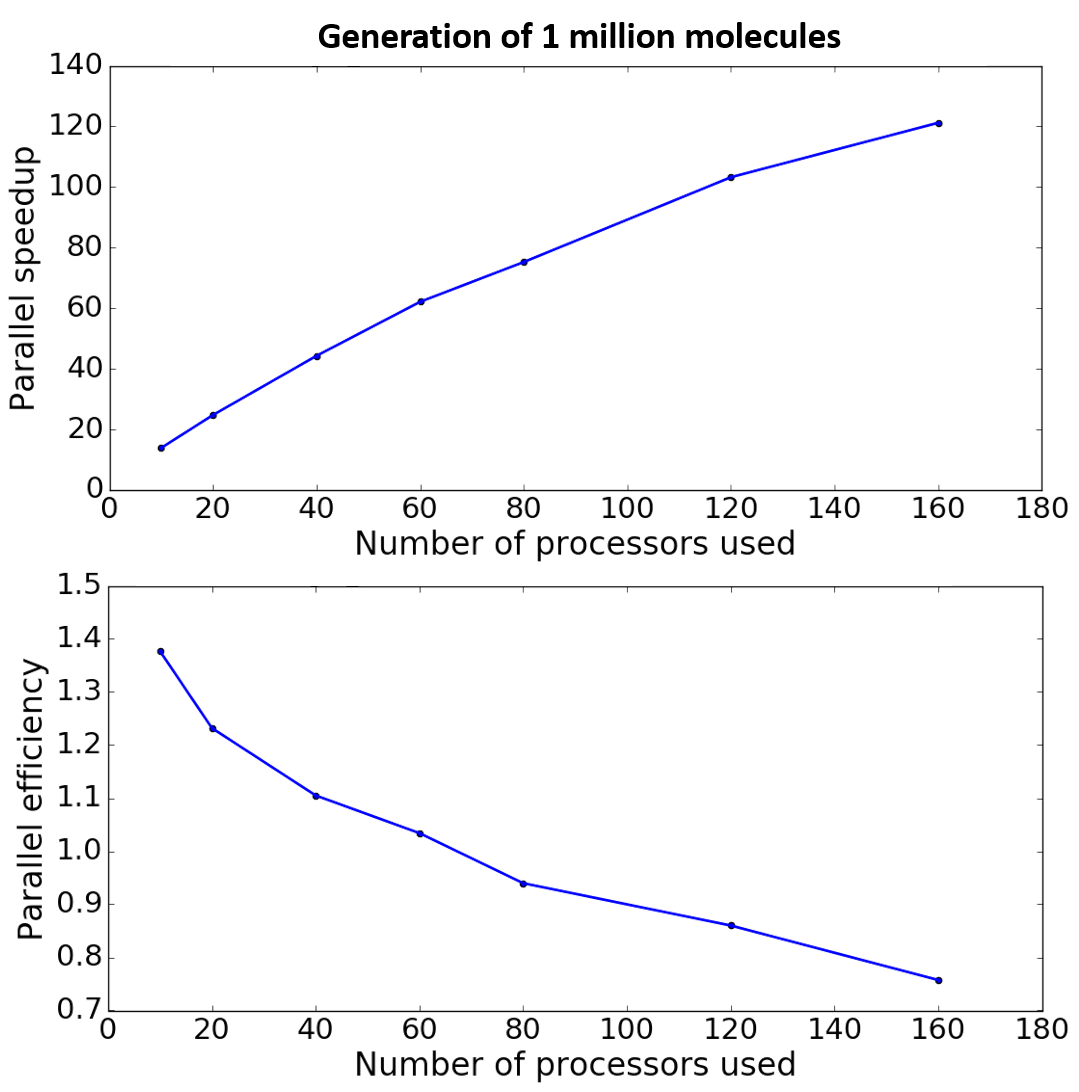 Generation of 1 million molecules
140
120
100
80
60
40
20
0
Parallel speedup
0 20 40 60 80 100 120 140 160 180
Number of processors used
1.5
1.4
1.3
1.2
1.1
1.0
0.9
0.8
0.7
Parallel efficiency
0 20 40 60 80 100 120 140 160 180
Number of processors used